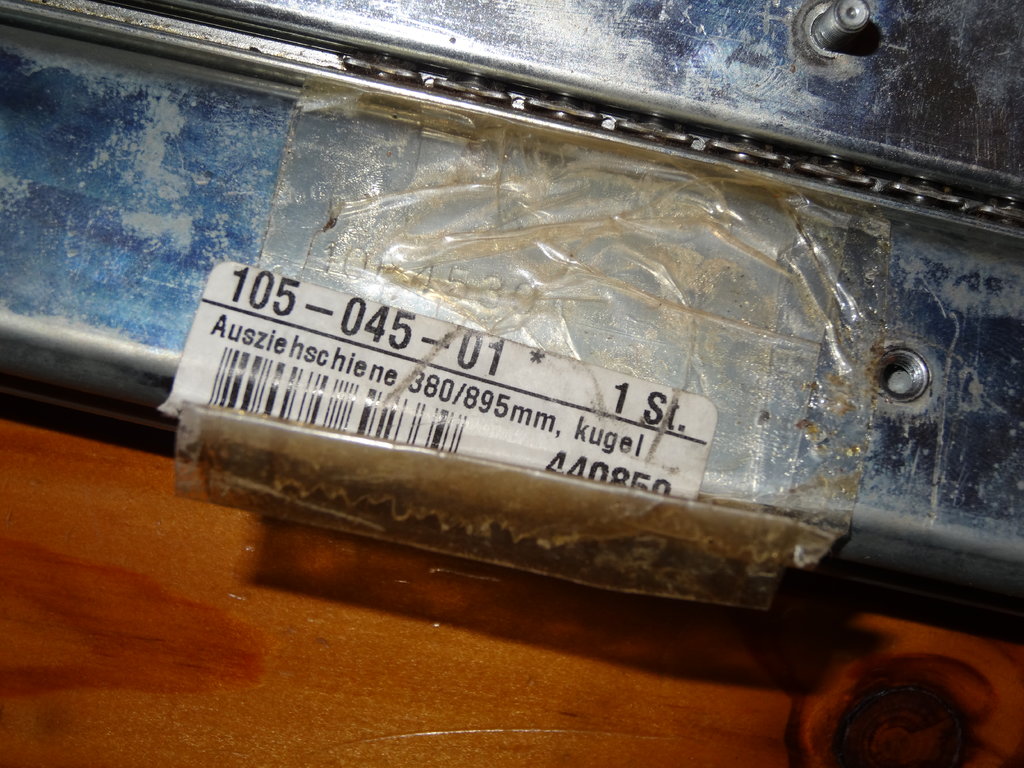 105-045-01 * 1 St.
Ausziehschiene 380/895mm, kugel
440850